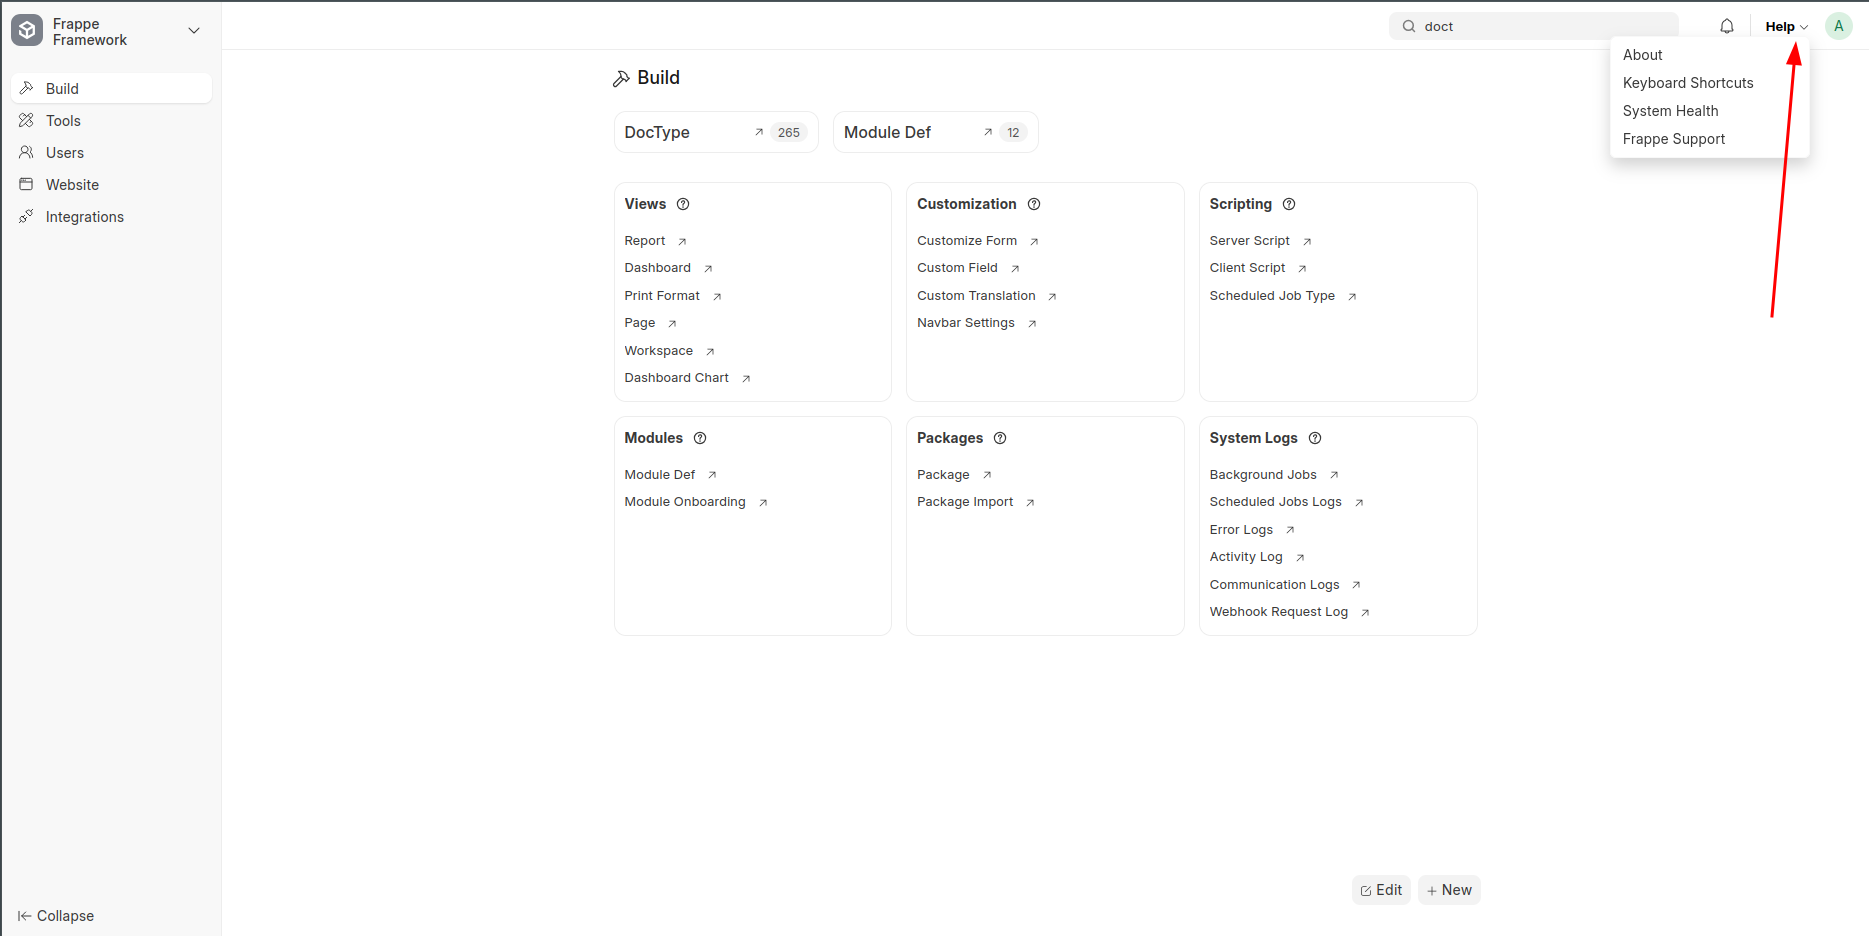 Frappe
Framework
doct
Help
A
About
Keyboard Shortcuts
System Health
Frappe Support
Build
Tools
Users
Website
Integrations
Collapse
Build
DocType 265
Module Def 12
Views
Report
Dashboard
Print Format
Page
Workspace
Dashboard Chart
Customization
Customize Form
Custom Field
Custom Translation
Navbar Settings
Scripting
Server Script
Client Script
Scheduled Job Type
Modules
Module Def
Module Onboarding
Packages
Package
Package Import
System Logs
Background Jobs
Scheduled Jobs Logs
Error Logs
Activity Log
Communication Logs
Webhook Request Log
Edit
+ New